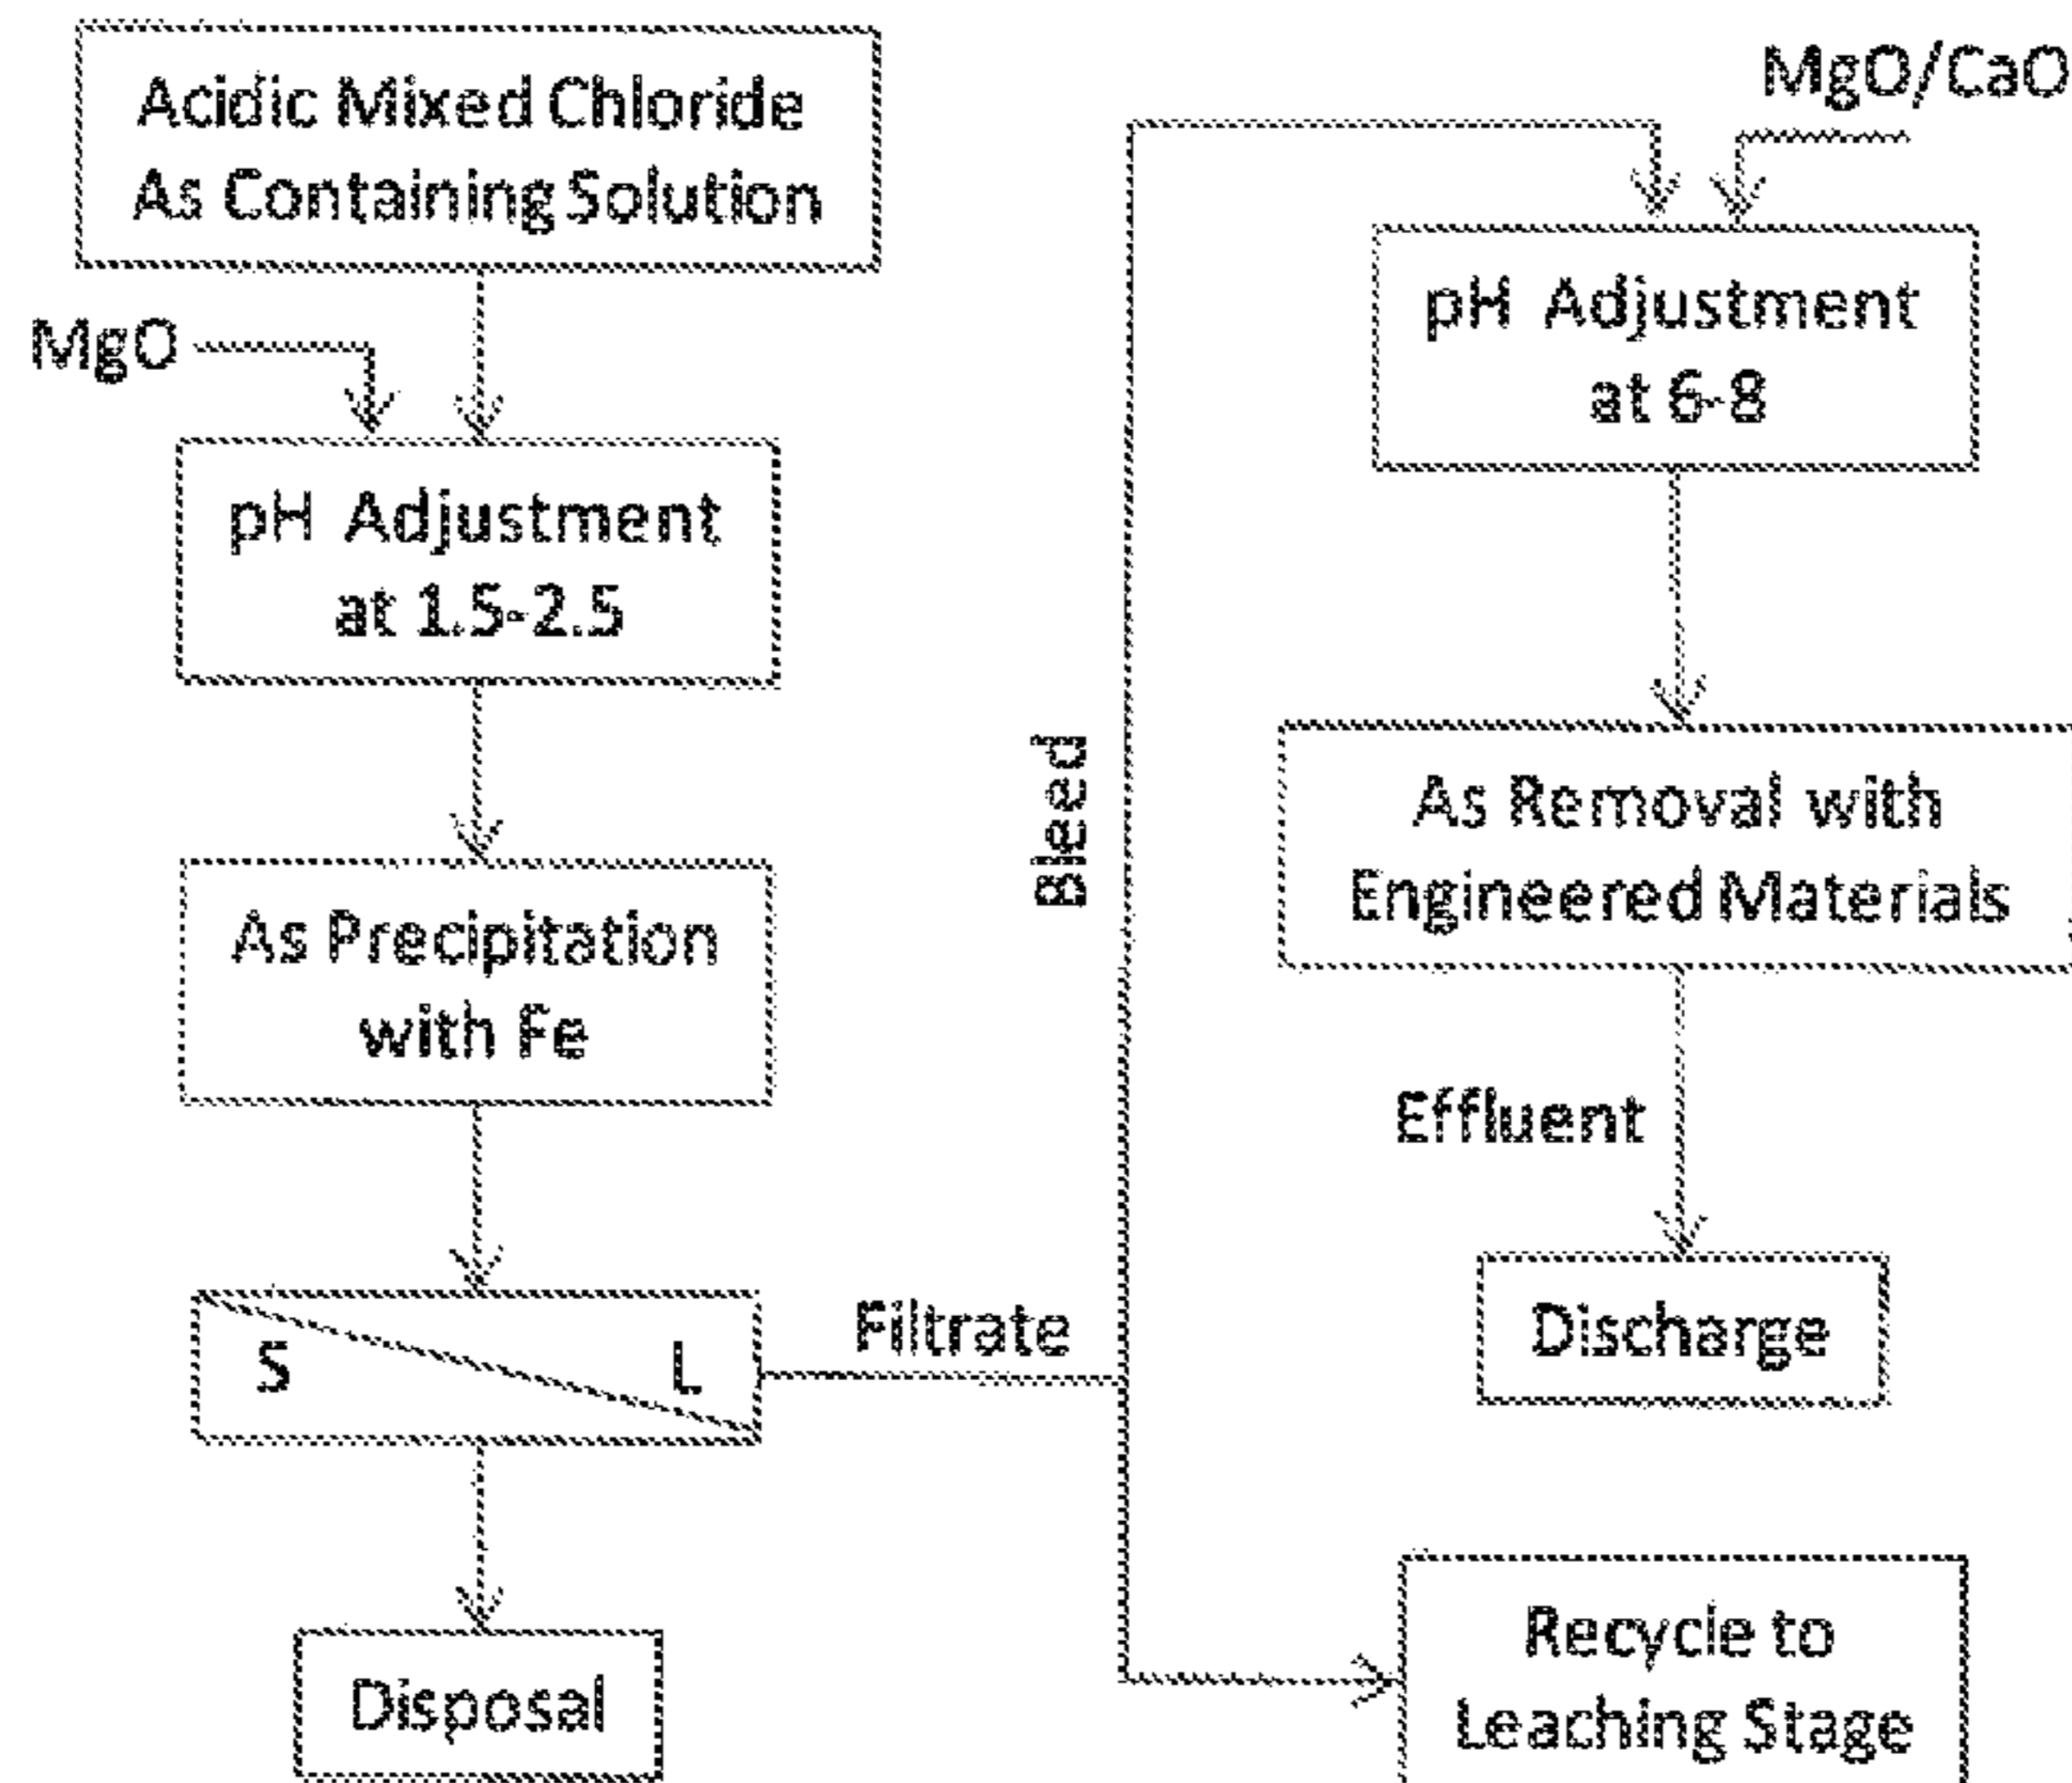 Acidic Mixed Chloride
As Containing Solution
MgO
pH Adjustment
at 1.5-2.5
As Precipitation
with Fe
S L
Filtrate
Disposal
Bleed
MgO/CaO
pH Adjustment
at 6-8
As Removal with
Engineered Materials
Effluent
Discharge
Recycle to
Leaching Stage